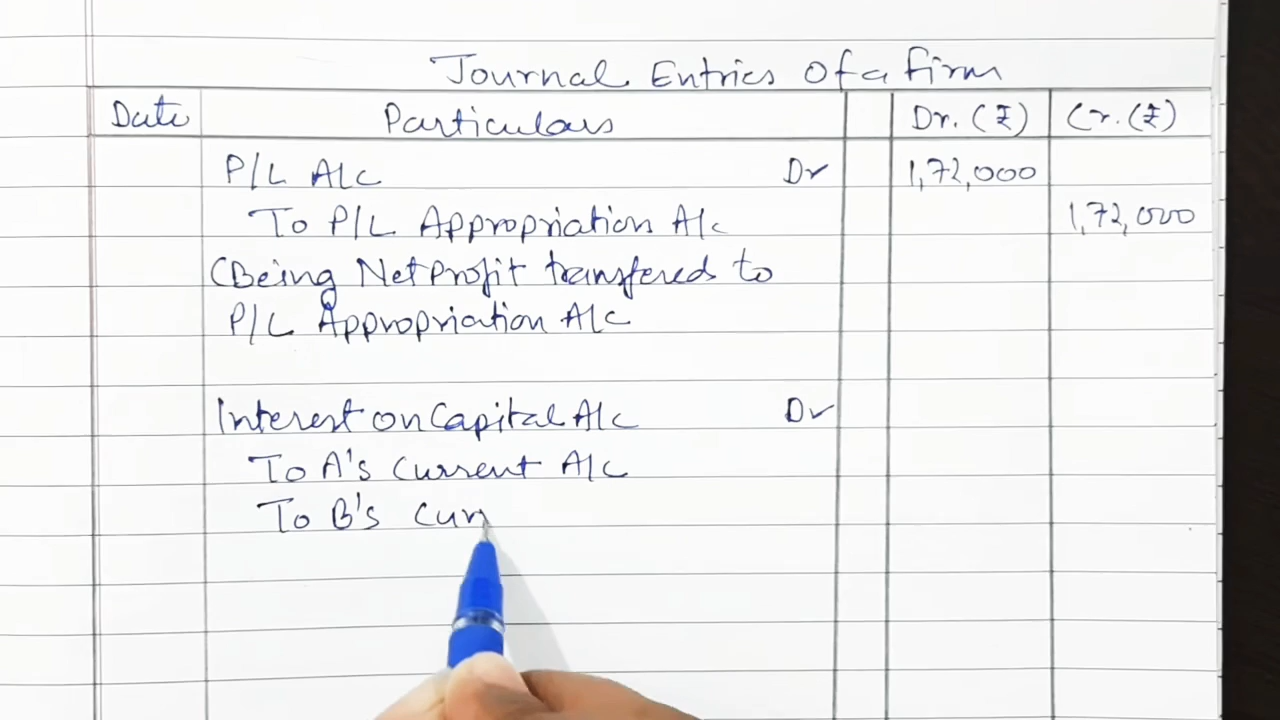 Journal Entries Of a firm
Date Particulars Dr. (₹) Cr. (₹)
P/L A/c Dr 1,72,000
To P/L Appropriation A/c 1,72,000
(Being Net Profit transfered to
P/L Appropriation A/c
Interest on Capital A/c Dr
To A's Current A/c
To B's Curr